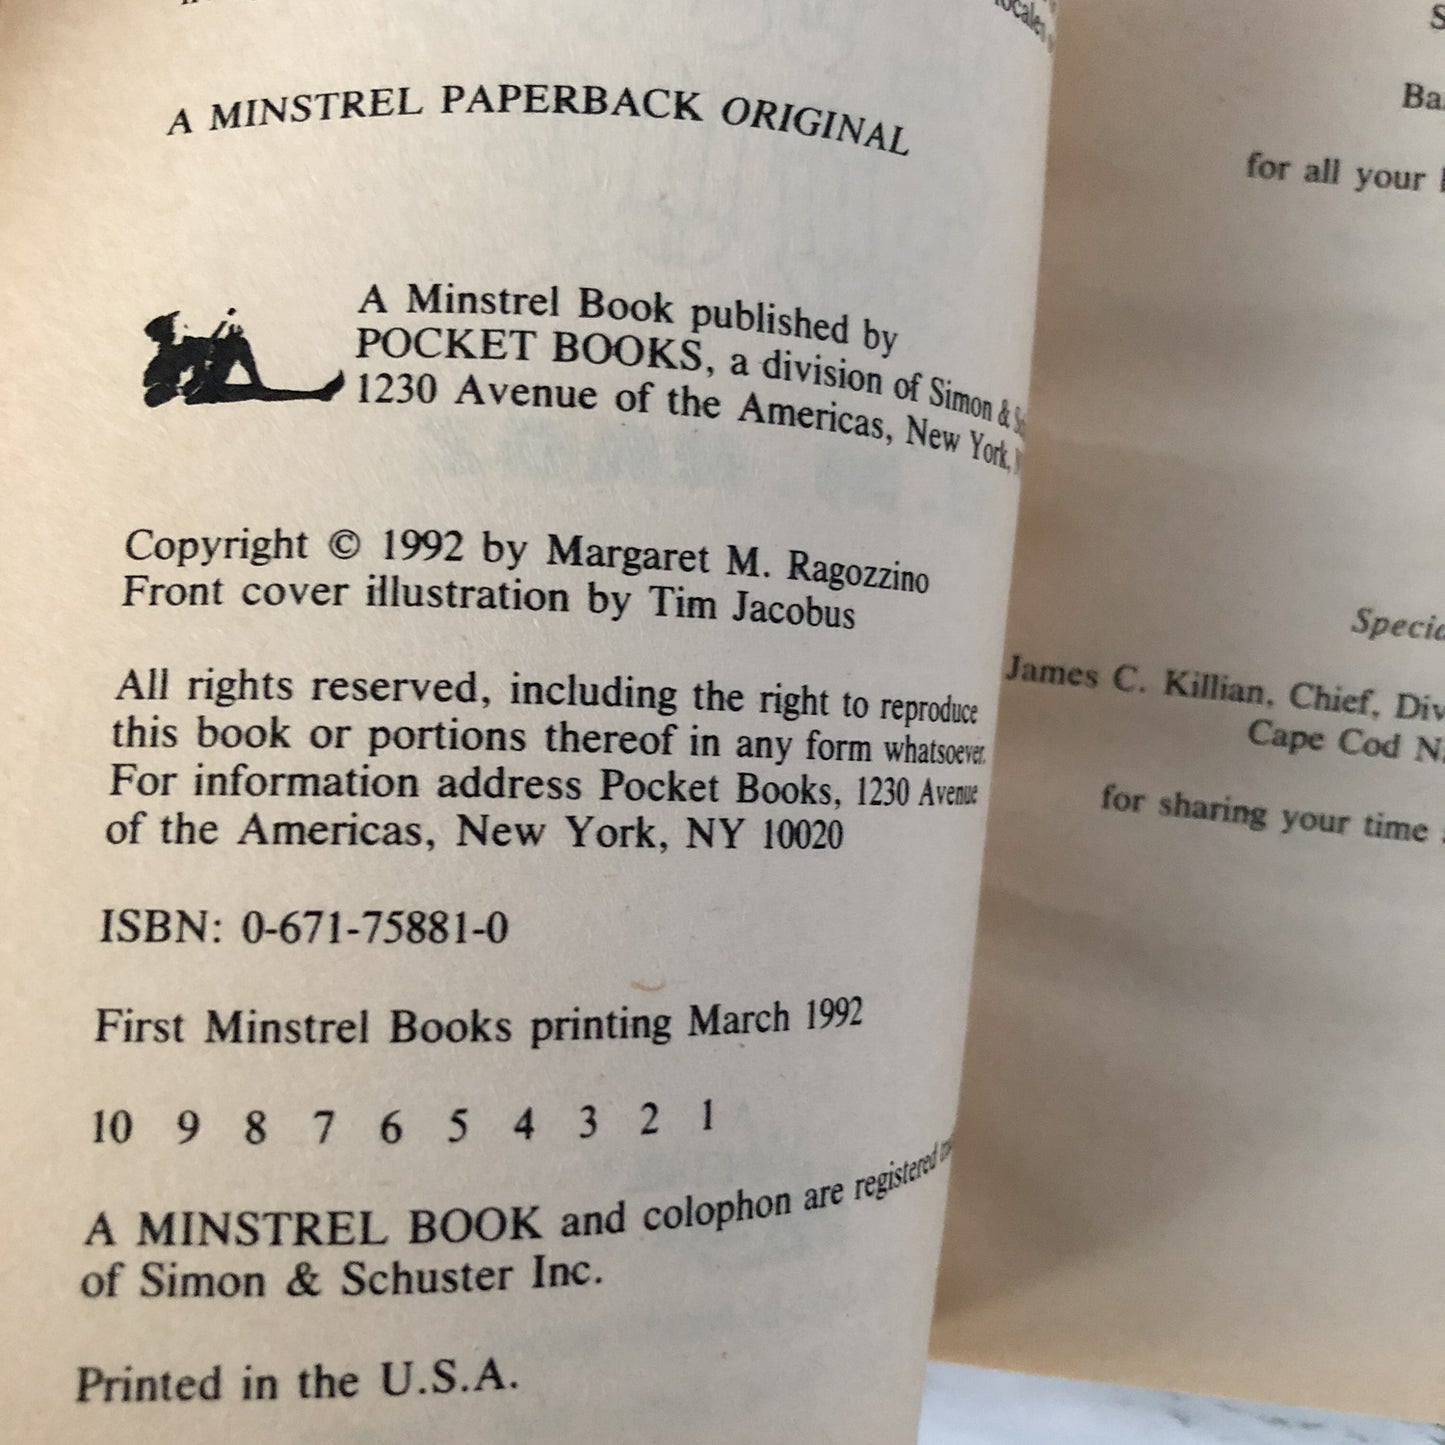 A MINSTREL PAPERBACK ORIGINAL
A Minstrel Book published by
POCKET BOOKS, a division of Simon &
1230 Avenue of the Americas, New York,
Copyright © 1992 by Margaret M. Ragozzino
Front cover illustration by Tim Jacobus
All rights reserved, including the right to reproduce
this book or portions thereof in any form whatsoever.
For information address Pocket Books, 1230 Avenue
of the Americas, New York, NY 10020
ISBN: 0-671-75881-0
First Minstrel Books printing March 1992
10 9 8 7 6 5 4 3 2 1
A MINSTREL BOOK and colophon are registered
of Simon & Schuster Inc.
Printed in the U.S.A.
for all your
James C. Killian, Chief,
Cape Cod
for sharing your time